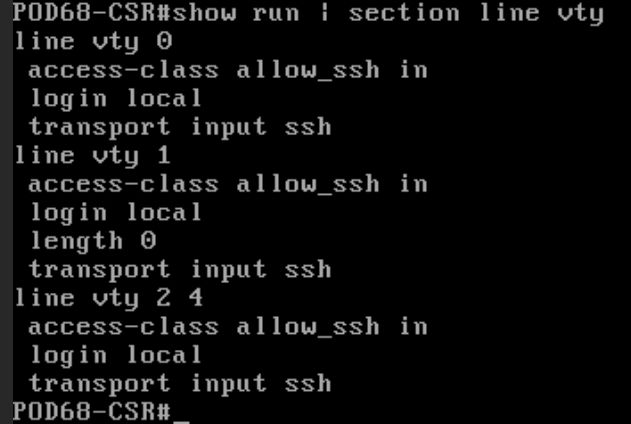 POD68-CSR#show run | section line vty
line vty 0
 access-class allow_ssh in
 login local
 transport input ssh
line vty 1
 access-class allow_ssh in
 login local
 length 0
 transport input ssh
line vty 2 4
 access-class allow_ssh in
 login local
 transport input ssh
POD68-CSR#_